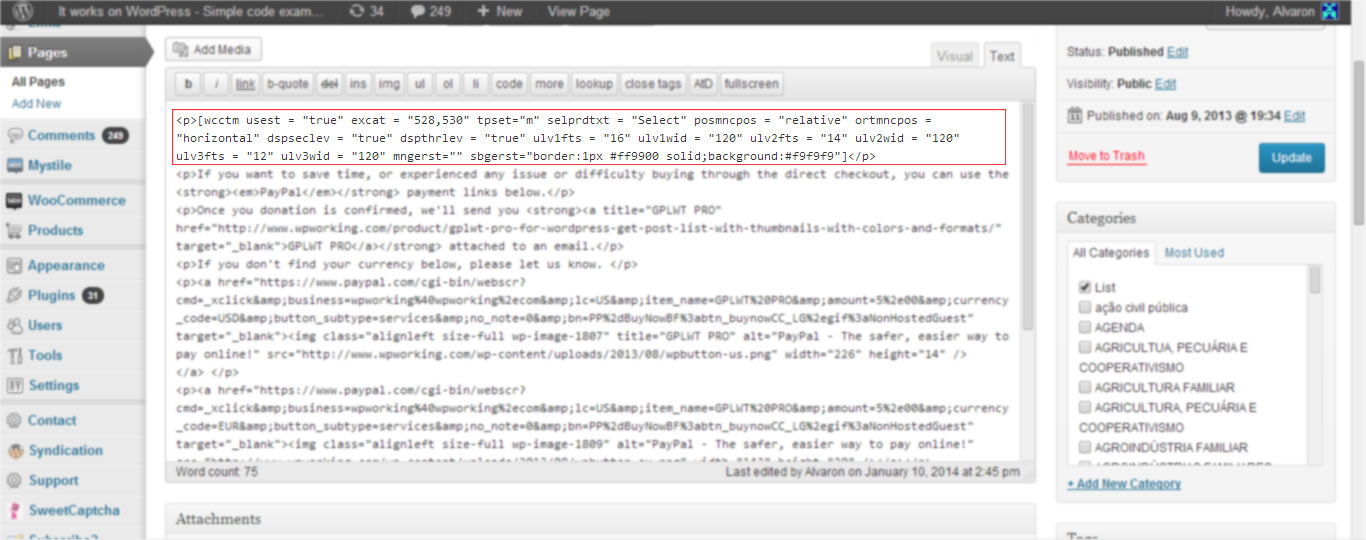 It works on WordPress - Simple code exam...
34
249
+ New
View Page
Howdy, Alvaron
Pages
All Pages
Add New
Comments 249
Mystile
WooCommerce
Products
Appearance
Plugins 31
Users
Tools
Settings
Contact
Syndication
Support
SweetCaptcha
Subscribe2
Add Media
Visual
Text
b
i
link
b-quote
del
ins
img
ul
ol
li
code
more
lookup
close tags
AtD
fullscreen
<p>[wcctm usest = "true" excat = "528,530" tpset="m" selprdtxt = "Select" posmncpos = "relative" ortmncpos =
"horizontal" dspseclev = "true" dspthrlev = "true" ulv1fts = "16" ulv1wid = "120" ulv2fts = "14" ulv2wid = "120"
ulv3fts = "12" ulv3wid = "120" mngerst="" sbgerst="border:1px #ff9900 solid;background:#f9f9f9"]</p>
<p>If you want to save time, or experienced any issue or difficulty buying through the direct checkout, you can use the
<strong><em>PayPal</em></strong> payment links below.</p>
<p>Once you donation is confirmed, we'll send you <strong><a title="GPLWT PRO"
href="http://www.wpworking.com/product/gplwt-pro-for-wordpress-get-post-list-with-thumbnails-with-colors-and-formats/"
target="_blank">GPLWT PRO</a></strong> attached to an email.</p>
<p>If you don't find your currency below, please let us know. </p>
<p><a href="https://www.paypal.com/cgi-bin/webscr?
cmd=_xclick&amp;business=wpworking%40wpworking%2ecom&amp;lc=US&amp;item_name=GPLWT%20PRO&amp;amount=5%2e00&amp;currency
_code=USD&amp;button_subtype=services&amp;no_note=0&amp;bn=PP%2dBuyNowBF%3abtn_buynowCC_LG%2egif%3aNonHostedGuest"
target="_blank"><img class="alignleft size-full wp-image-1807" title="GPLWT PRO" alt="PayPal - The safer, easier way to
pay online!" src="http://www.wpworking.com/wp-content/uploads/2013/08/wpbutton-us.png" width="226" height="14" />
</a> </p>
<p><a href="https://www.paypal.com/cgi-bin/webscr?
cmd=_xclick&amp;business=wpworking%40wpworking%2ecom&amp;lc=US&amp;item_name=GPLWT%20PRO&amp;amount=5%2e00&amp;currency
_code=EUR&amp;button_subtype=services&amp;no_note=0&amp;bn=PP%2dBuyNowBF%3abtn_buynowCC_LG%2egif%3aNonHostedGuest"
target="_blank"><img class="alignleft size-full wp-image-1809" alt="PayPal - The safer, easier way to pay online!"
Word count: 75
Last edited by Alvaron on January 10, 2014 at 2:45 pm
Attachments
Status: Published Edit
Visibility: Public Edit
Published on: Aug 9, 2013 @ 19:34 Edit
Move to Trash
Update
Categories
All Categories
Most Used
List
ação civil pública
AGENDA
AGRICULTUA, PECUÁRIA E
COOPERATIVISMO
AGRICULTURA FAMILIAR
AGRICULTURA, PECUÁRIA E
COOPERATIVISMO
AGROINDÚSTRIA FAMILIAR
+ Add New Category
Tags